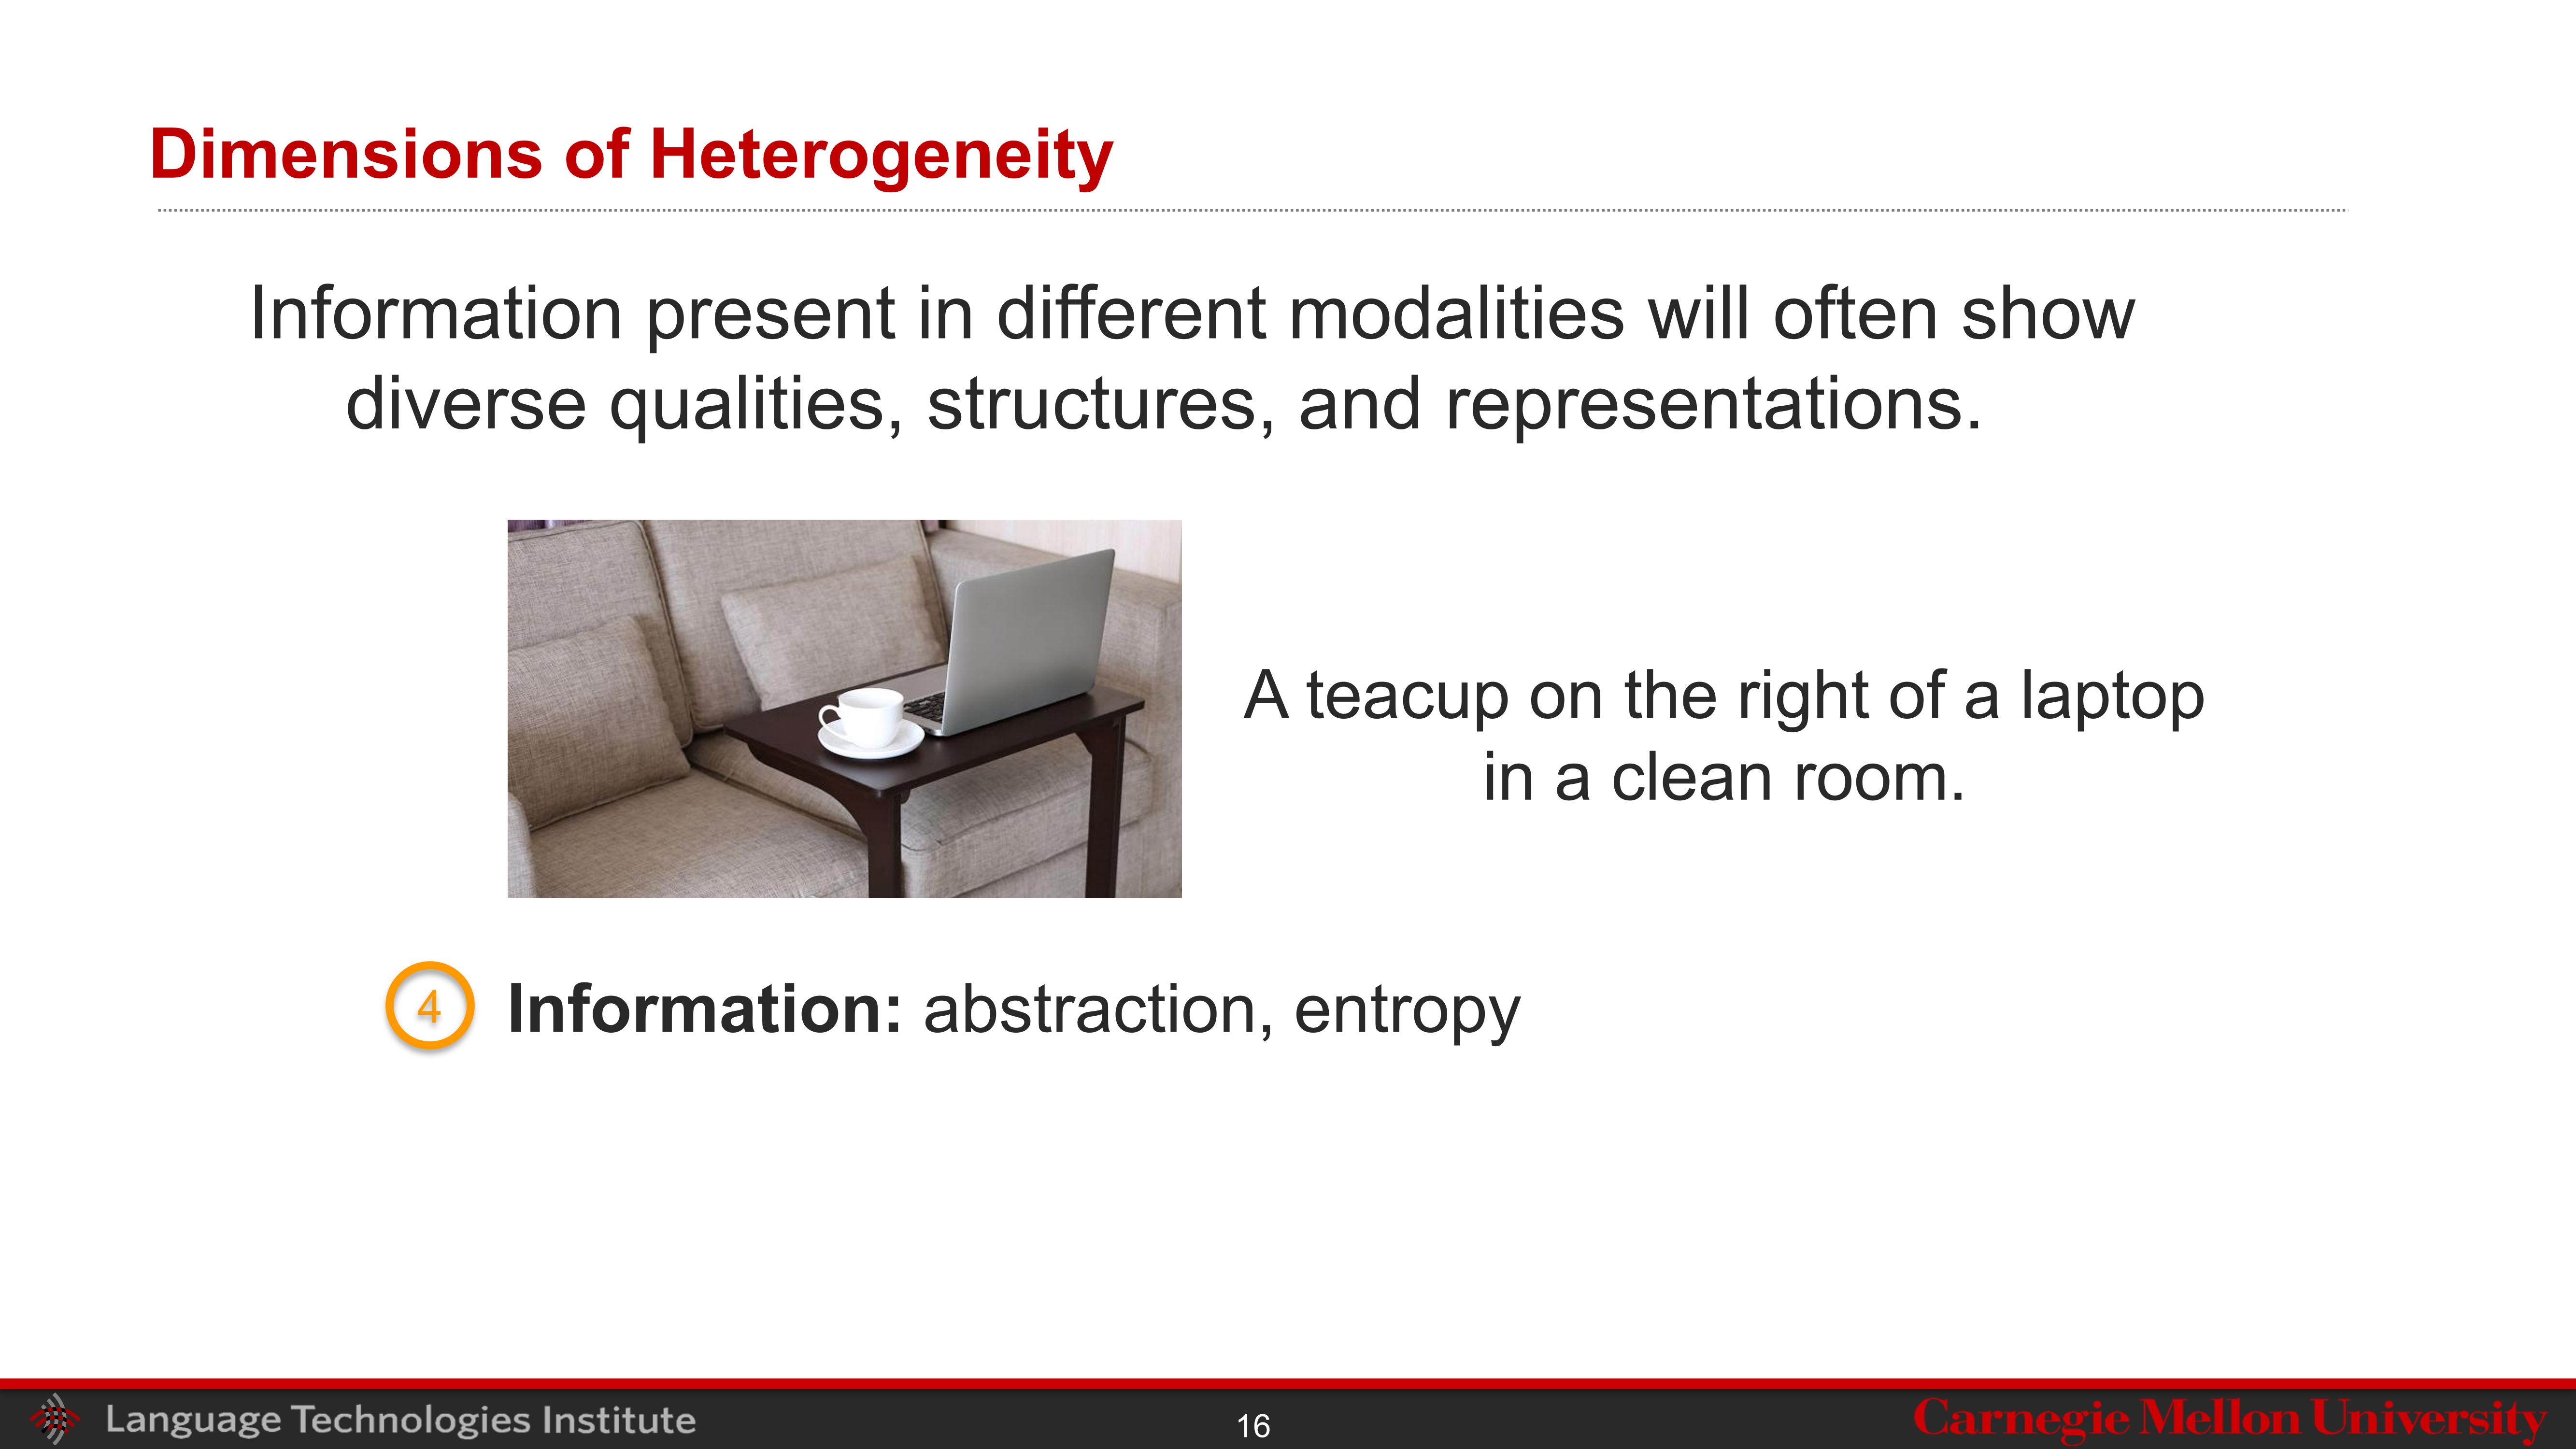 Dimensions of Heterogeneity
Information present in different modalities will often show
diverse qualities, structures, and representations.
A teacup on the right of a laptop
in a clean room.
4 Information: abstraction, entropy
Language Technologies Institute
16
Carnegie Mellon University